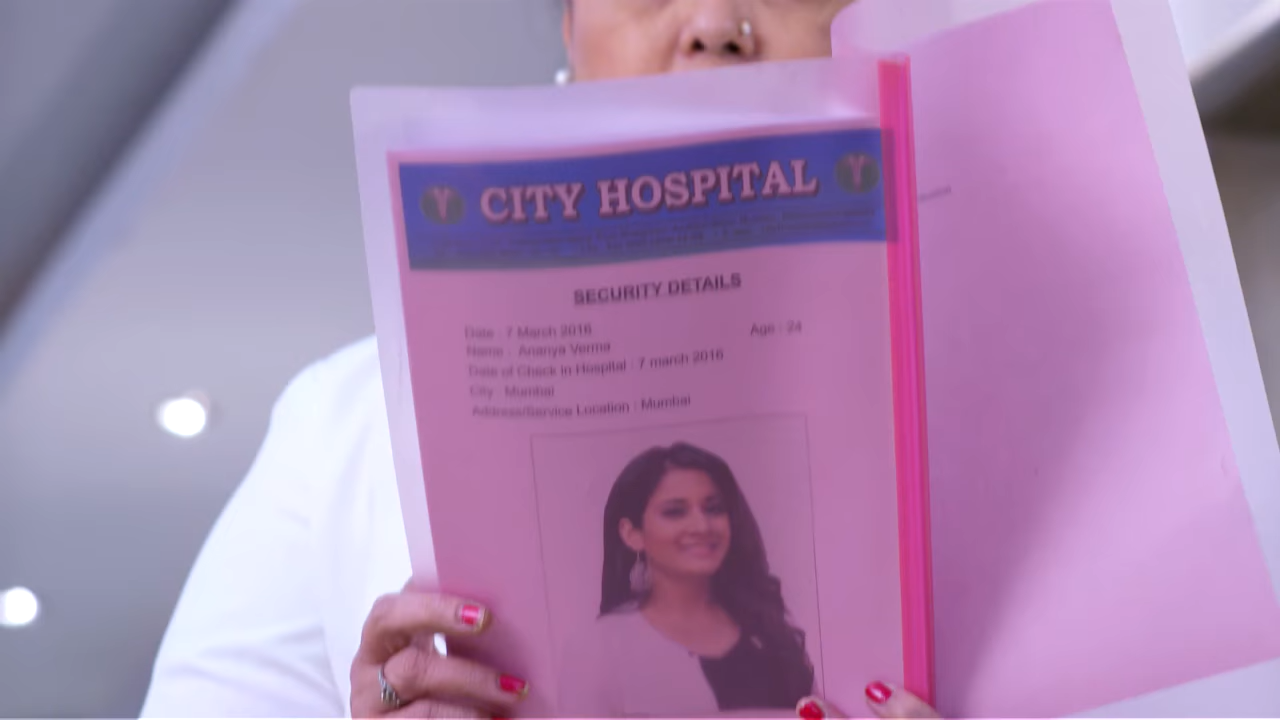 CITY HOSPITAL
SECURITY DETAILS
Date : 7 March 2016 Age : 24
Name : Ananya Verma
Date of Check in Hospital : 7 march 2016
City : Mumbai
Address/Service Location : Mumbai